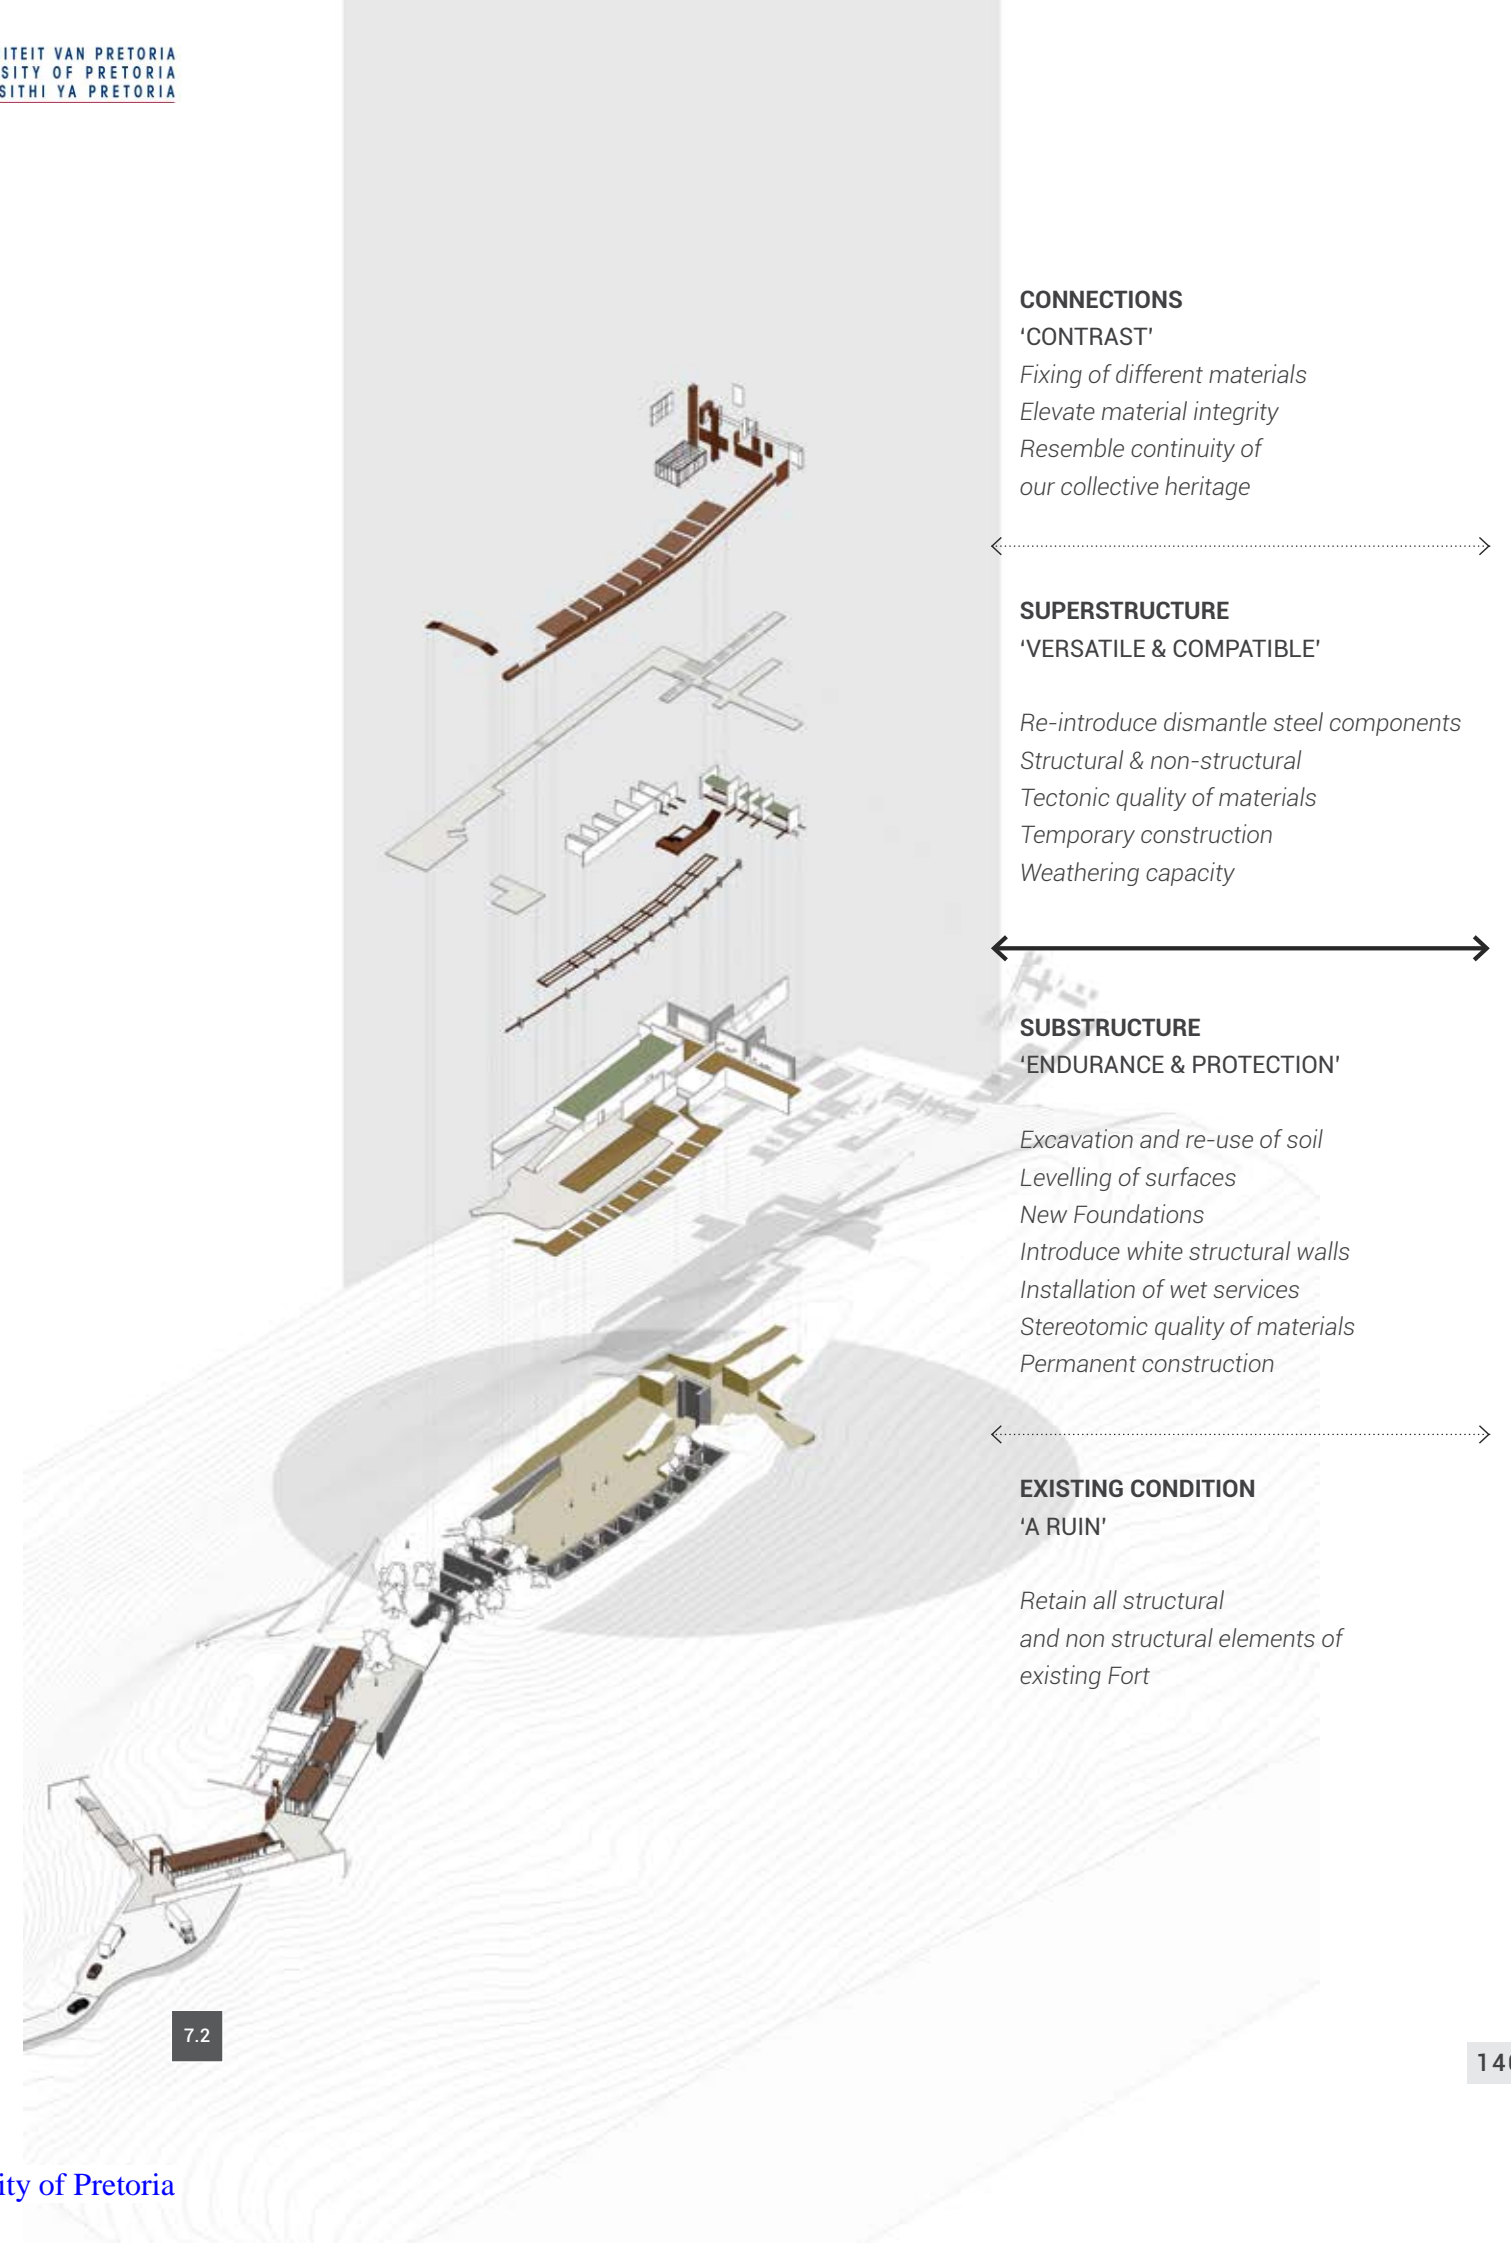 ITEIT VAN PRETORIA
SITY OF PRETORIA
SITHI YA PRETORIA
CONNECTIONS
‘CONTRAST’
Fixing of different materials
Elevate material integrity
Resemble continuity of
our collective heritage
SUPERSTRUCTURE
‘VERSATILE & COMPATIBLE’
Re-introduce dismantle steel components
Structural & non-structural
Tectonic quality of materials
Temporary construction
Weathering capacity
SUBSTRUCTURE
‘ENDURANCE & PROTECTION’
Excavation and re-use of soil
Levelling of surfaces
New Foundations
Introduce white structural walls
Installation of wet services
Stereotomic quality of materials
Permanent construction
EXISTING CONDITION
‘A RUIN’
Retain all structural
and non structural elements of
existing Fort
7.2
ity of Pretoria